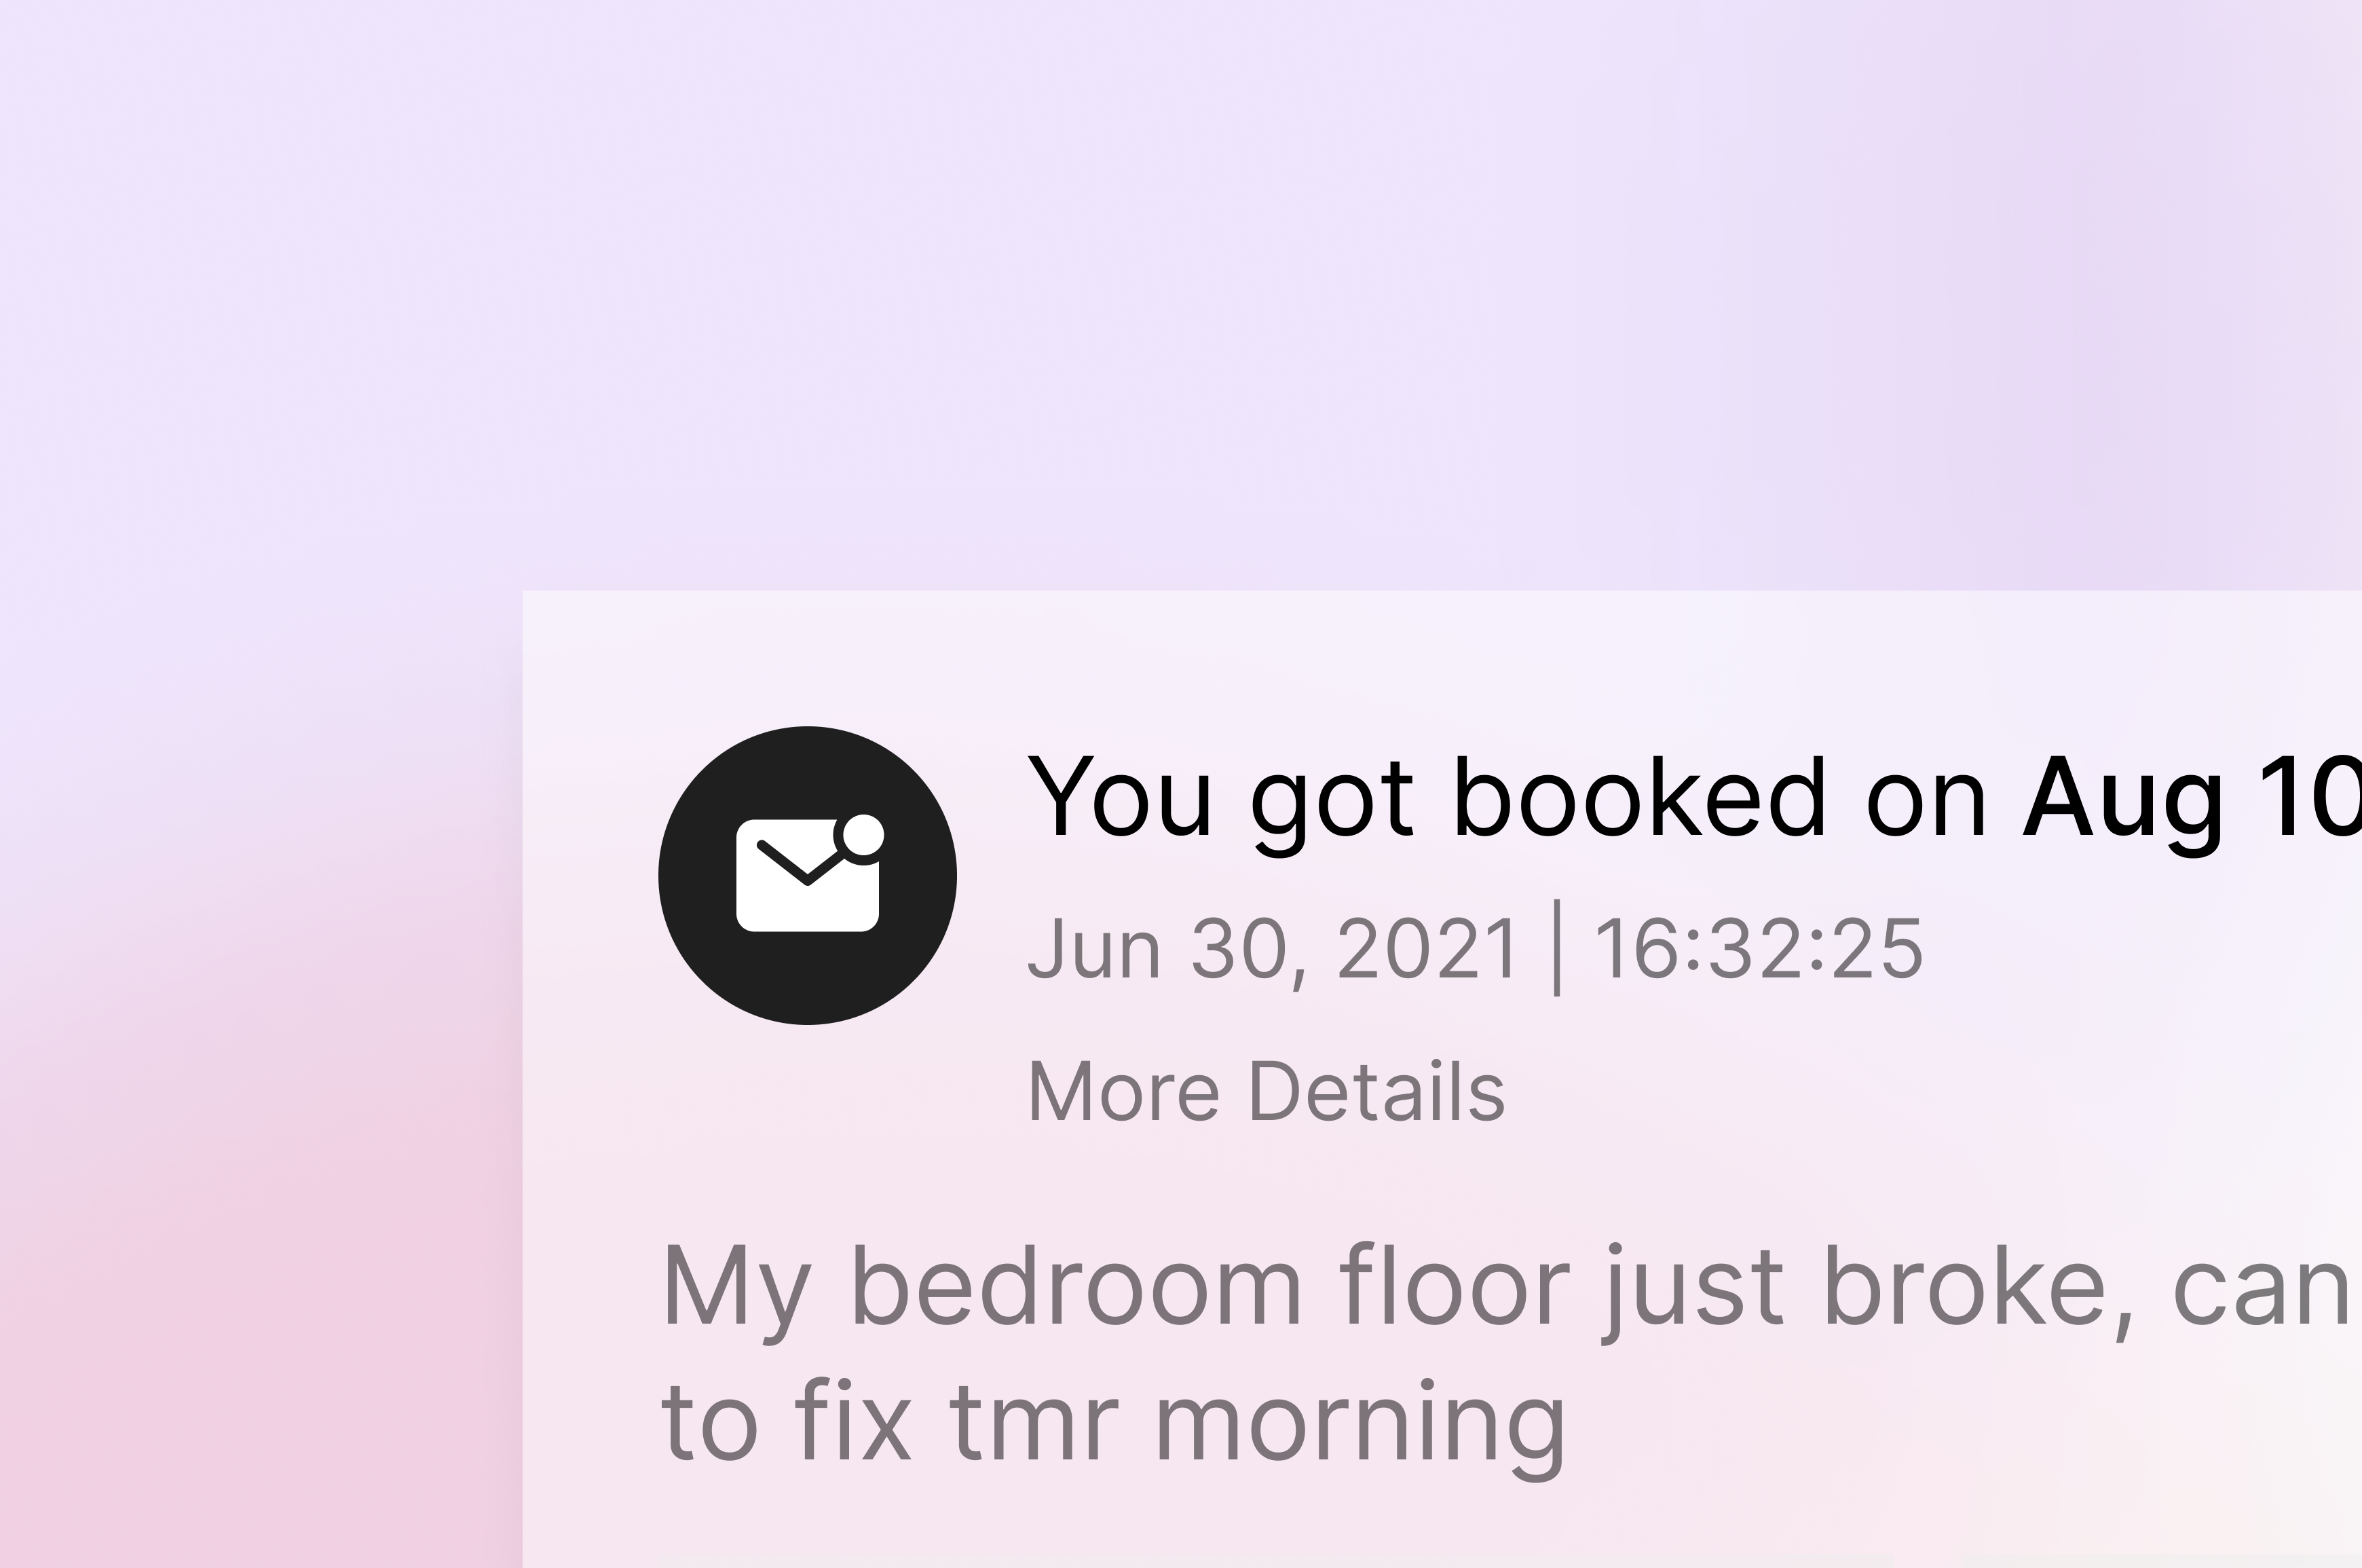 You got booked on Aug 10
Jun 30, 2021 | 16:32:25
More Details
My bedroom floor just broke, can
to fix tmr morning